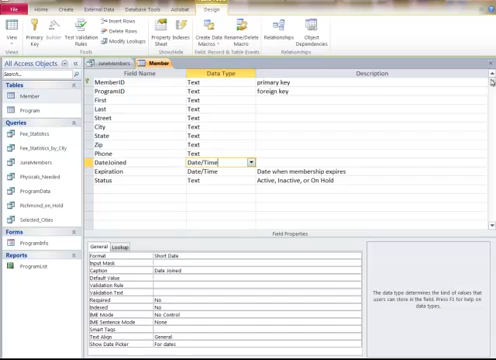 File Home Create External Data Database Tools Acrobat Design
View Primary Key Builder Test Validation Rules Insert Rows Delete Rows Modify Lookups Property Sheet Indexes Create Data Macros Rename/Delete Macro Relationships Object Dependencies
Views Tools Show/Hide Field, Record & Table Events Relationships
All Access Objects
Search...
Tables
Member
Program
Queries
Fee_Statistics
Fee_Statistics_by_City
JuneMembers
Physicals_Needed
ProgramData
Richmond_on_Hold
Selected_Cities
Forms
ProgramInfo
Reports
ProgramList
JuneMembers Member
Field Name Data Type Description
MemberID Text primary key
ProgramID Text foreign key
First Text
Last Text
Street Text
City Text
State Text
Zip Text
Phone Text
DateJoined Date/Time
Expiration Date/Time Date when membership expires
Status Text Active, Inactive, or On Hold
Field Properties
General Lookup
Format Short Date
Input Mask
Caption Date Joined
Default Value
Validation Rule
Validation Text
Required No
Indexed No
IME Mode No Control
IME Sentence Mode None
Smart Tags
Text Align General
Show Date Picker For dates
The data type determines the kind of values that
users can store in the field. Press F1 for help on
data types.